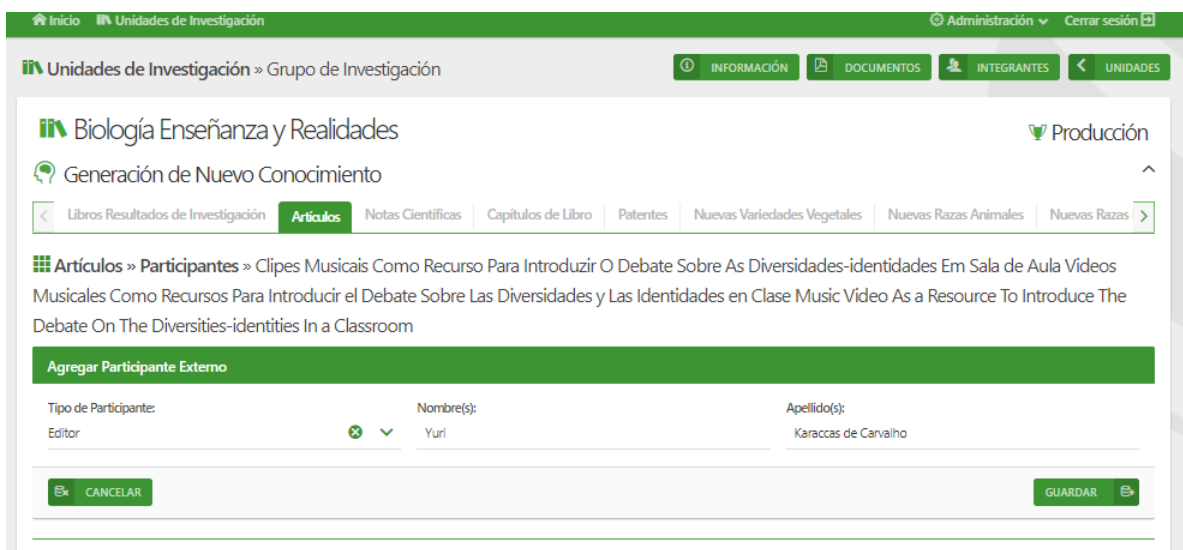 Inicio Unidades de Investigación Administración Cerrar sesión
Unidades de Investigación » Grupo de Investigación INFORMACIÓN DOCUMENTOS INTEGRANTES UNIDADES
Biología Enseñanza y Realidades Producción
Generación de Nuevo Conocimiento
Libros Resultados de Investigación Artículos Notas Científicas Capítulos de Libro Patentes Nuevas Variedades Vegetales Nuevas Razas Animales Nuevas Razas
Artículos » Participantes » Clipes Musicais Como Recurso Para Introduzir O Debate Sobre As Diversidades-identidades Em Sala de Aula Videos
Musicales Como Recursos Para Introducir el Debate Sobre Las Diversidades y Las Identidades en Clase Music Video As a Resource To Introduce The
Debate On The Diversities-identities In a Classroom
Agregar Participante Externo
Tipo de Participante: Nombre(s): Apellido(s):
Editor Yuri Karaccas de Carvalho
CANCELAR GUARDAR